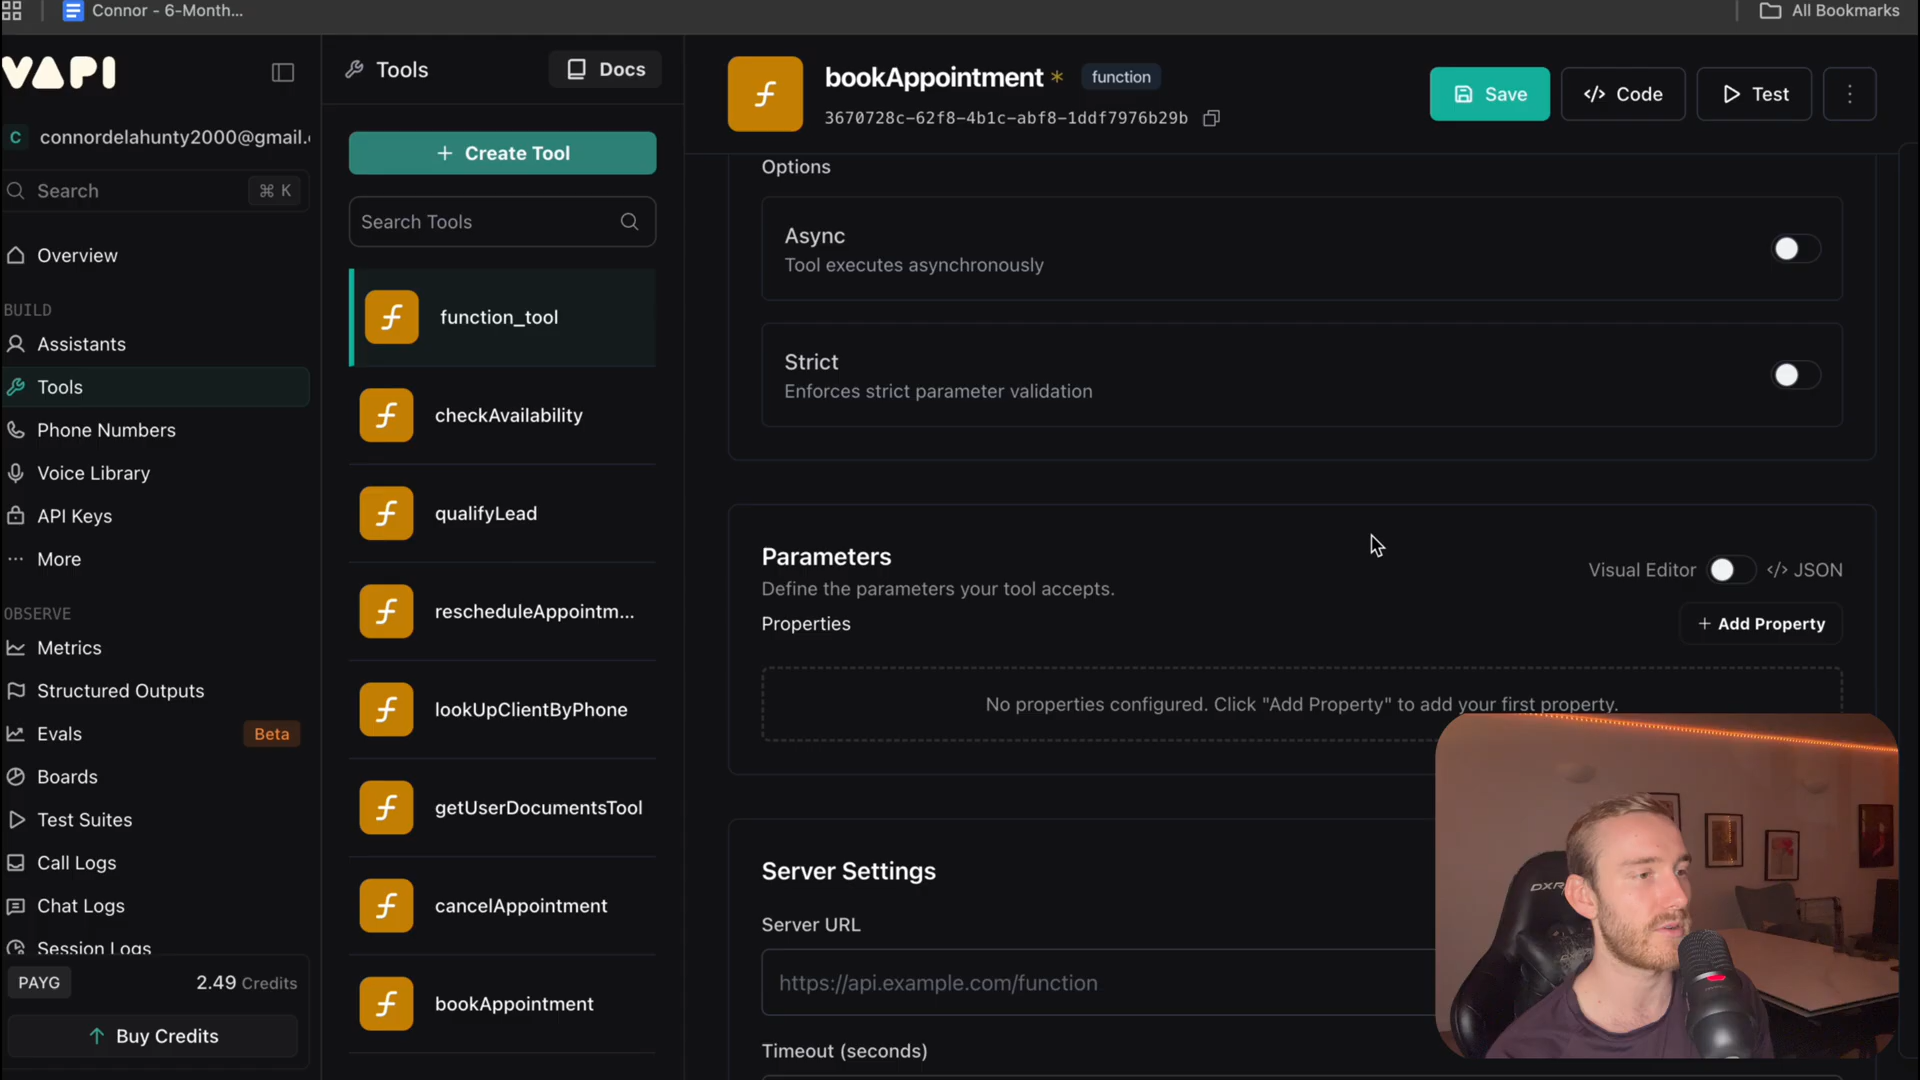 Connor - 6-Month...
All Bookmarks
VAPI
C connordelahunty2000@gmail.
Search ⌘ K
Overview
BUILD
Assistants
Tools
Phone Numbers
Voice Library
API Keys
More
OBSERVE
Metrics
Structured Outputs
Evals Beta
Boards
Test Suites
Call Logs
Chat Logs
Session Logs
PAYG 2.49 Credits
Buy Credits
Tools
Docs
+ Create Tool
Search Tools
function_tool
checkAvailability
qualifyLead
rescheduleAppointm...
lookUpClientByPhone
getUserDocumentsTool
cancelAppointment
bookAppointment
bookAppointment * function
3670728c-62f8-4b1c-abf8-1ddf7976b29b
Save
</> Code
Test
Options
Async
Tool executes asynchronously
Strict
Enforces strict parameter validation
Parameters
Define the parameters your tool accepts.
Visual Editor </> JSON
Properties
+ Add Property
No properties configured. Click "Add Property" to add your first property.
Server Settings
Server URL
https://api.example.com/function
Timeout (seconds)
DXR